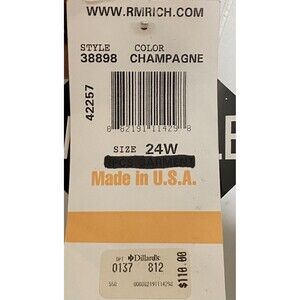 WWW.RMRICH.COM
STYLE COLOR
38898 CHAMPAGNE
42257
0 82191 11429 8
SIZE 24W
Made in U.S.A.
DPT Dillard's
0137 812
$110.00